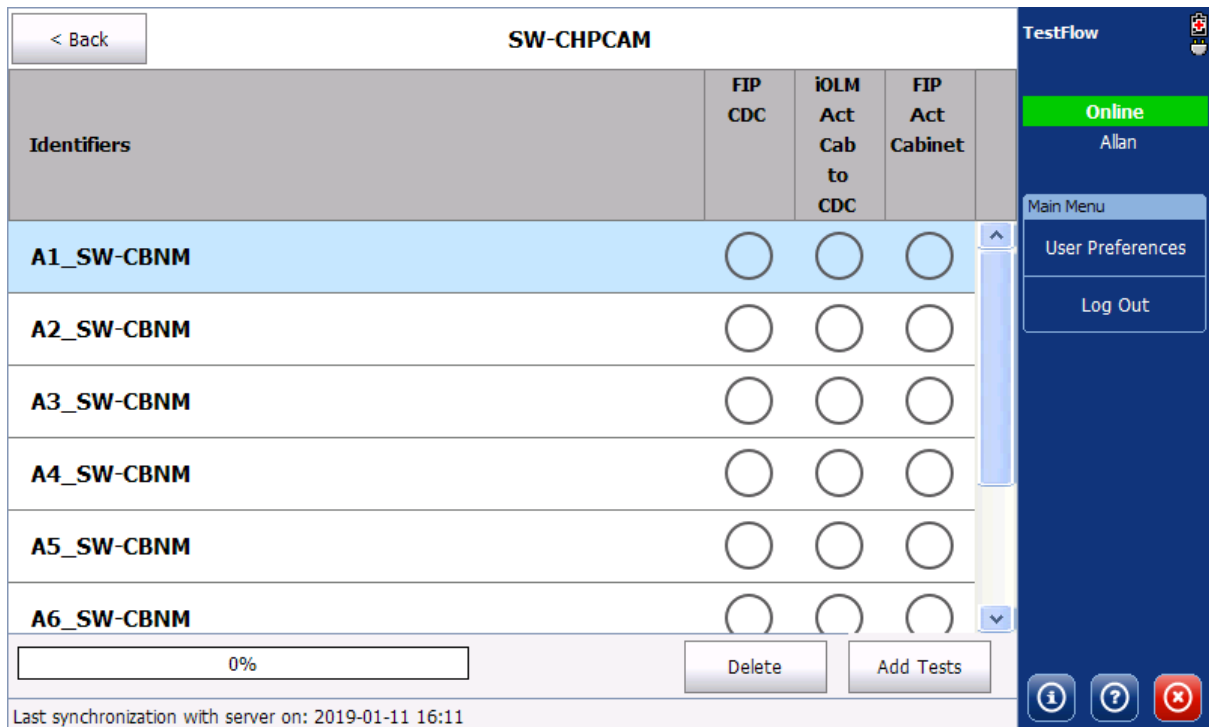 < Back
SW-CHPCAM
Identifiers
FIP
CDC
iOLM
Act
Cab
to
CDC
FIP
Act
Cabinet
A1_SW-CBNM
A2_SW-CBNM
A3_SW-CBNM
A4_SW-CBNM
A5_SW-CBNM
A6_SW-CBNM
0%
Delete
Add Tests
Last synchronization with server on: 2019-01-11 16:11
TestFlow
Online
Allan
Main Menu
User Preferences
Log Out